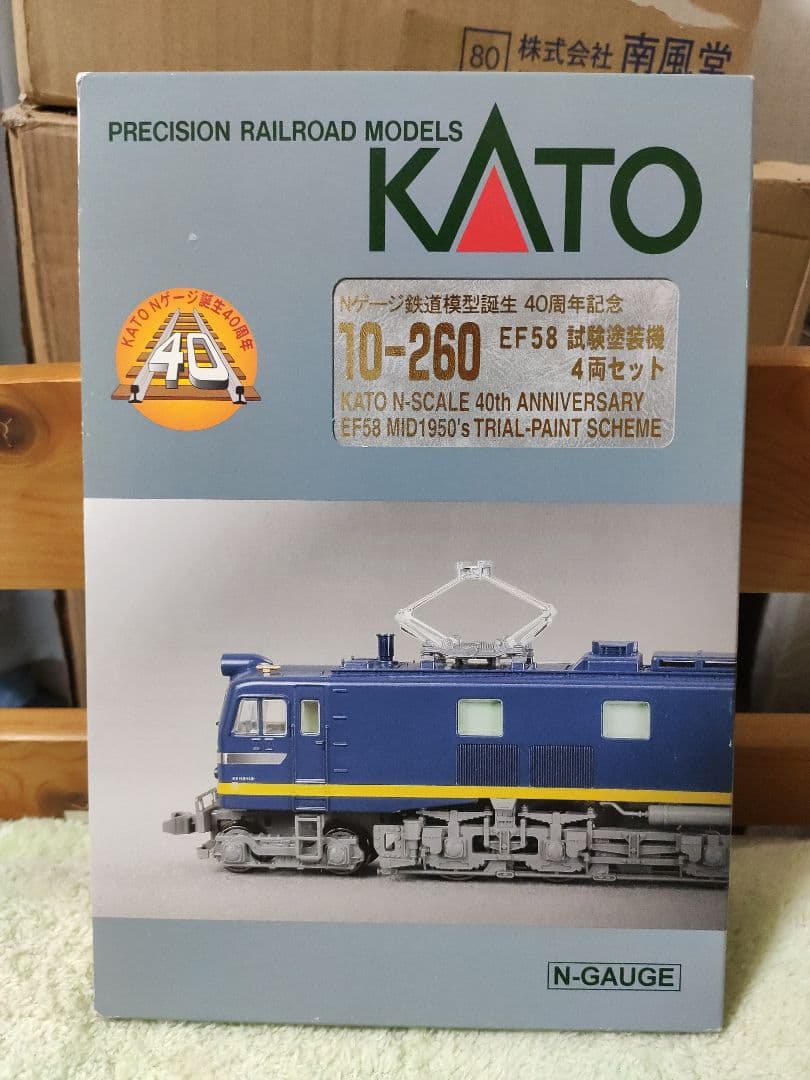 80 株式会社 南風堂
PRECISION RAILROAD MODELS
KATO
KATO Nゲージ誕生40周年
40
Nゲージ鉄道模型誕生 40周年記念
10-260 EF58 試験塗装機
4両セット
KATO N-SCALE 40th ANNIVERSARY
EF58 MID1950's TRIAL-PAINT SCHEME
N-GAUGE